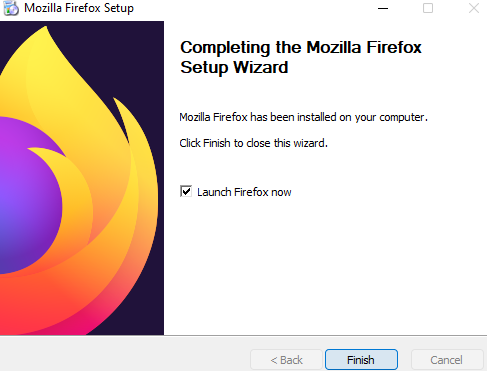 Mozilla Firefox Setup
Completing the Mozilla Firefox
Setup Wizard
Mozilla Firefox has been installed on your computer.
Click Finish to close this wizard.
Launch Firefox now
< Back
Finish
Cancel